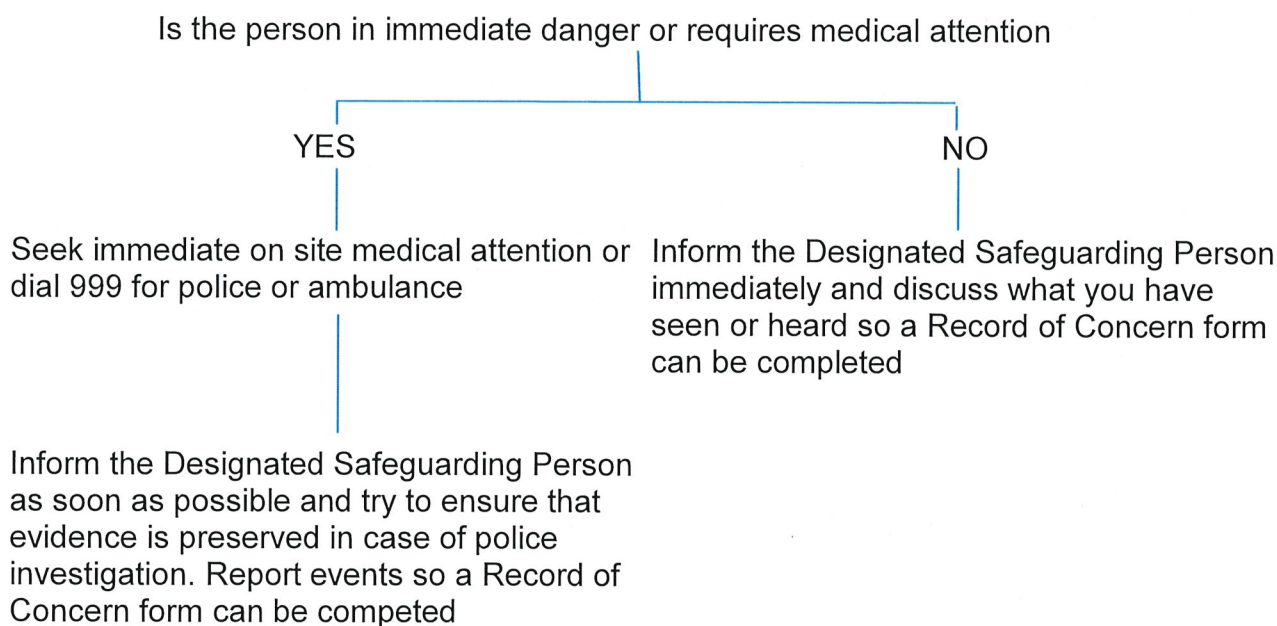 Is the person in immediate danger or requires medical attention
YES
NO
Seek immediate on site medical attention or
dial 999 for police or ambulance
Inform the Designated Safeguarding Person
immediately and discuss what you have
seen or heard so a Record of Concern form
can be completed
Inform the Designated Safeguarding Person
as soon as possible and try to ensure that
evidence is preserved in case of police
investigation. Report events so a Record of
Concern form can be competed